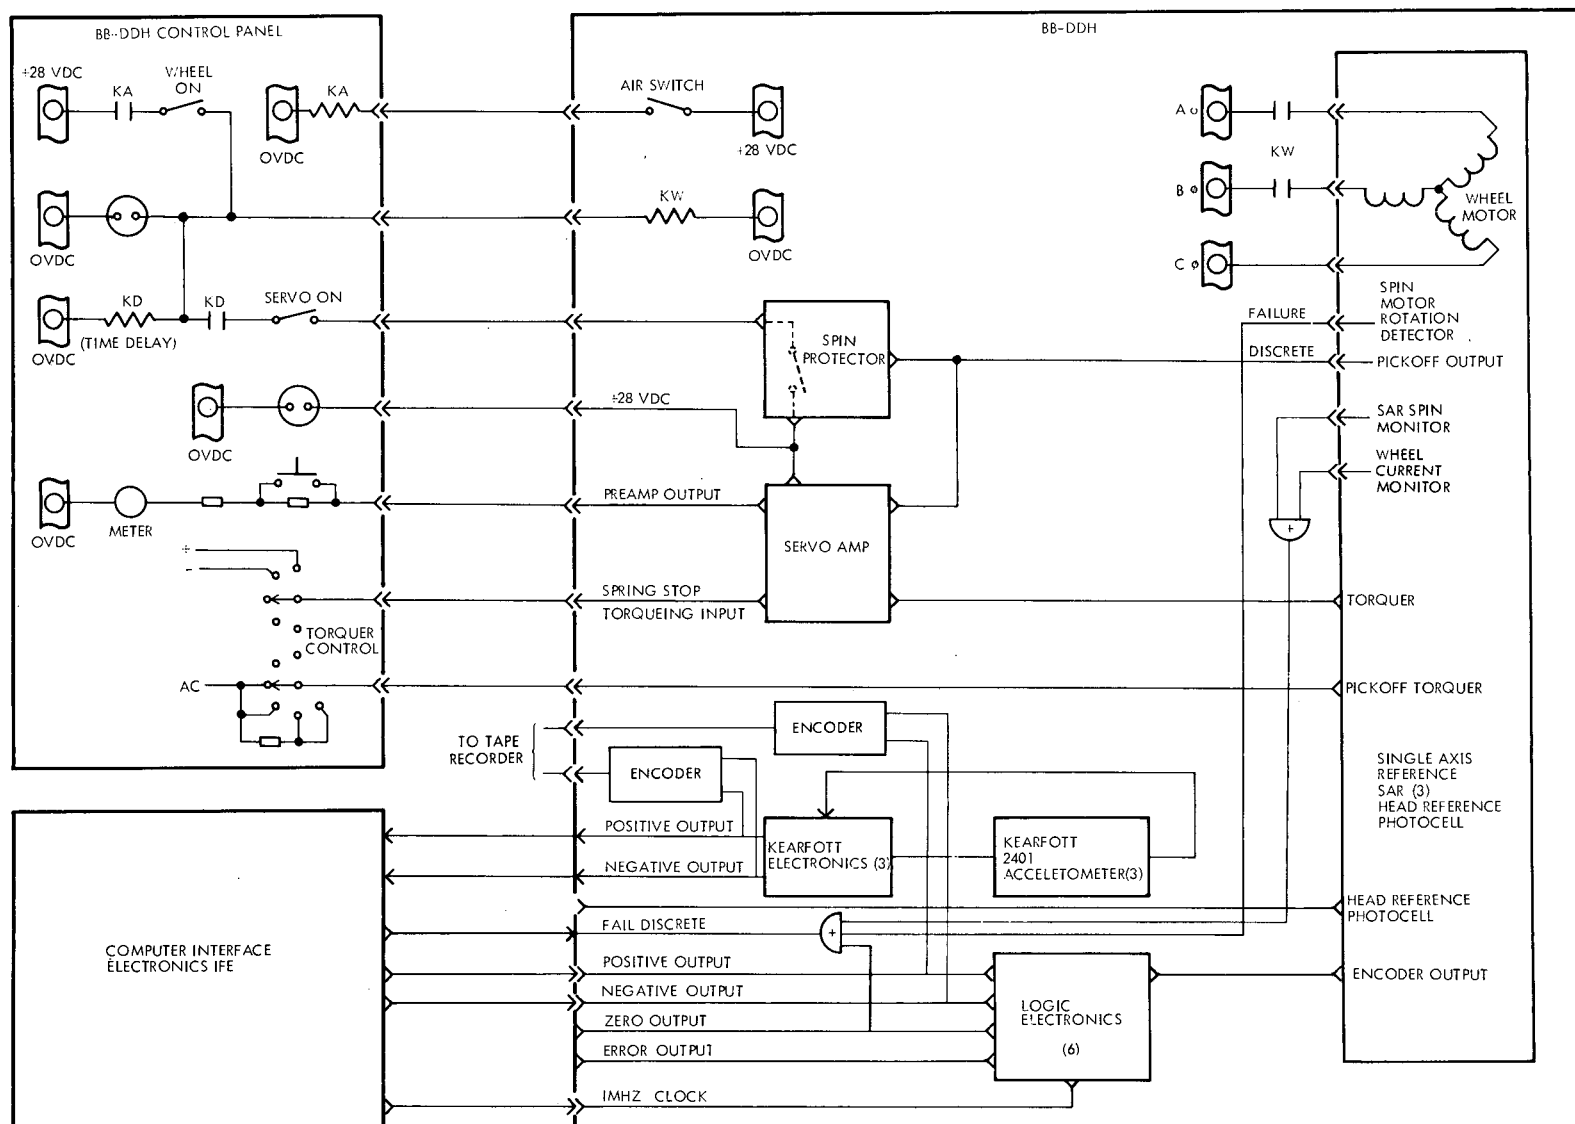 BB-DDH CONTROL PANEL
+28 VDC
KA
WHEEL
ON
KA
OVDC
OVDC
KD
(TIME DELAY)
KD
SERVO ON
OVDC
OVDC
METER
OVDC
+
-
TORQUER
CONTROL
AC
BB-DDH
AIR SWITCH
+28 VDC
KW
OVDC
A ø
B ø
C ø
KW
WHEEL
MOTOR
SPIN
PROTECTOR
+28 VDC
PREAMP OUTPUT
SERVO AMP
SPRING STOP
TORQUEING INPUT
FAILURE
DISCRETE
SPIN
MOTOR
ROTATION
DETECTOR
PICKOFF OUTPUT
SAR SPIN
MONITOR
WHEEL
CURRENT
MONITOR
+
TORQUER
PICKOFF TORQUER
SINGLE AXIS
REFERENCE
SAR (3)
HEAD REFERENCE
PHOTOCELL
HEAD REFERENCE
PHOTOCELL
ENCODER OUTPUT
TO TAPE
RECORDER
ENCODER
ENCODER
POSITIVE OUTPUT
NEGATIVE OUTPUT
KEARFOTT
ELECTRONICS (3)
KEARFOTT
2401
ACCELETOMETER(3)
FAIL DISCRETE
+
POSITIVE OUTPUT
NEGATIVE OUTPUT
ZERO OUTPUT
ERROR OUTPUT
IMHZ CLOCK
LOGIC
ELECTRONICS
(6)
COMPUTER INTERFACE
ELECTRONICS IFE